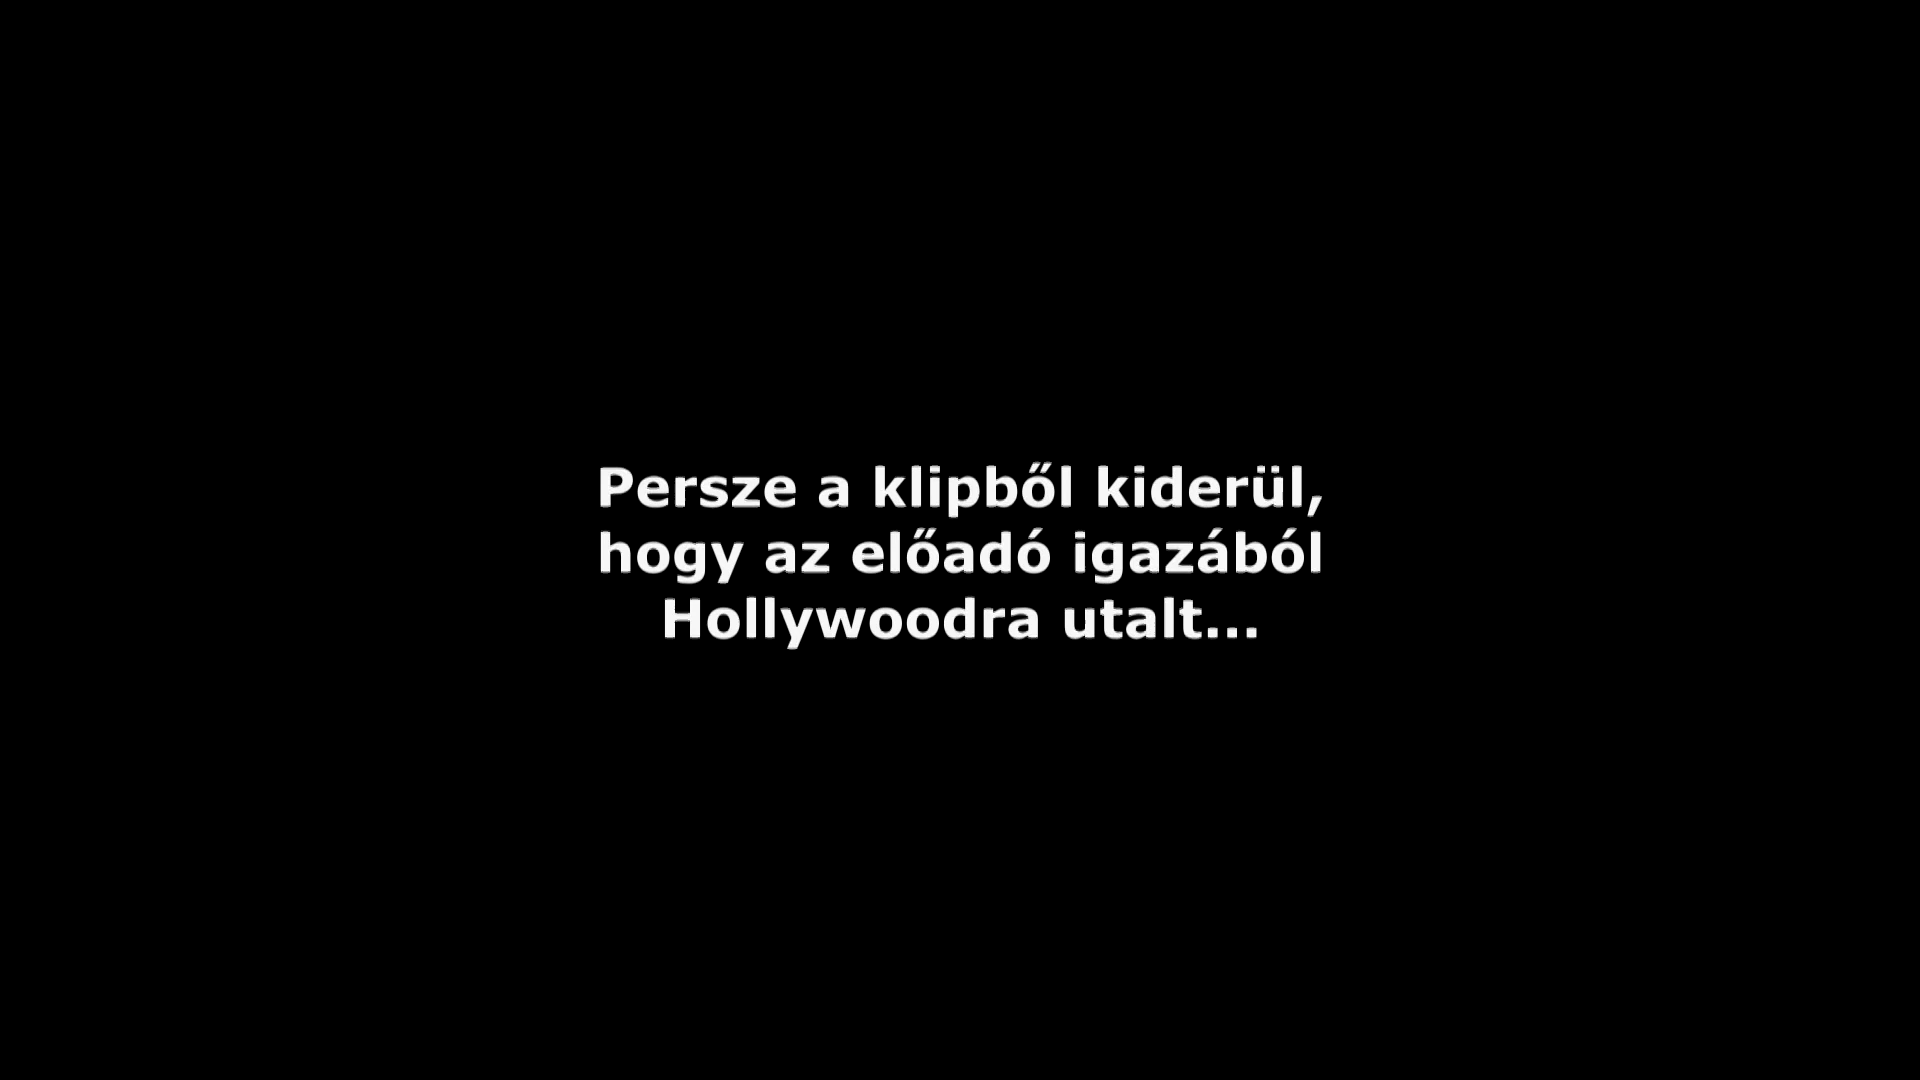 Persze a klipből kiderül,
hogy az előadó igazából
Hollywoodra utalt...